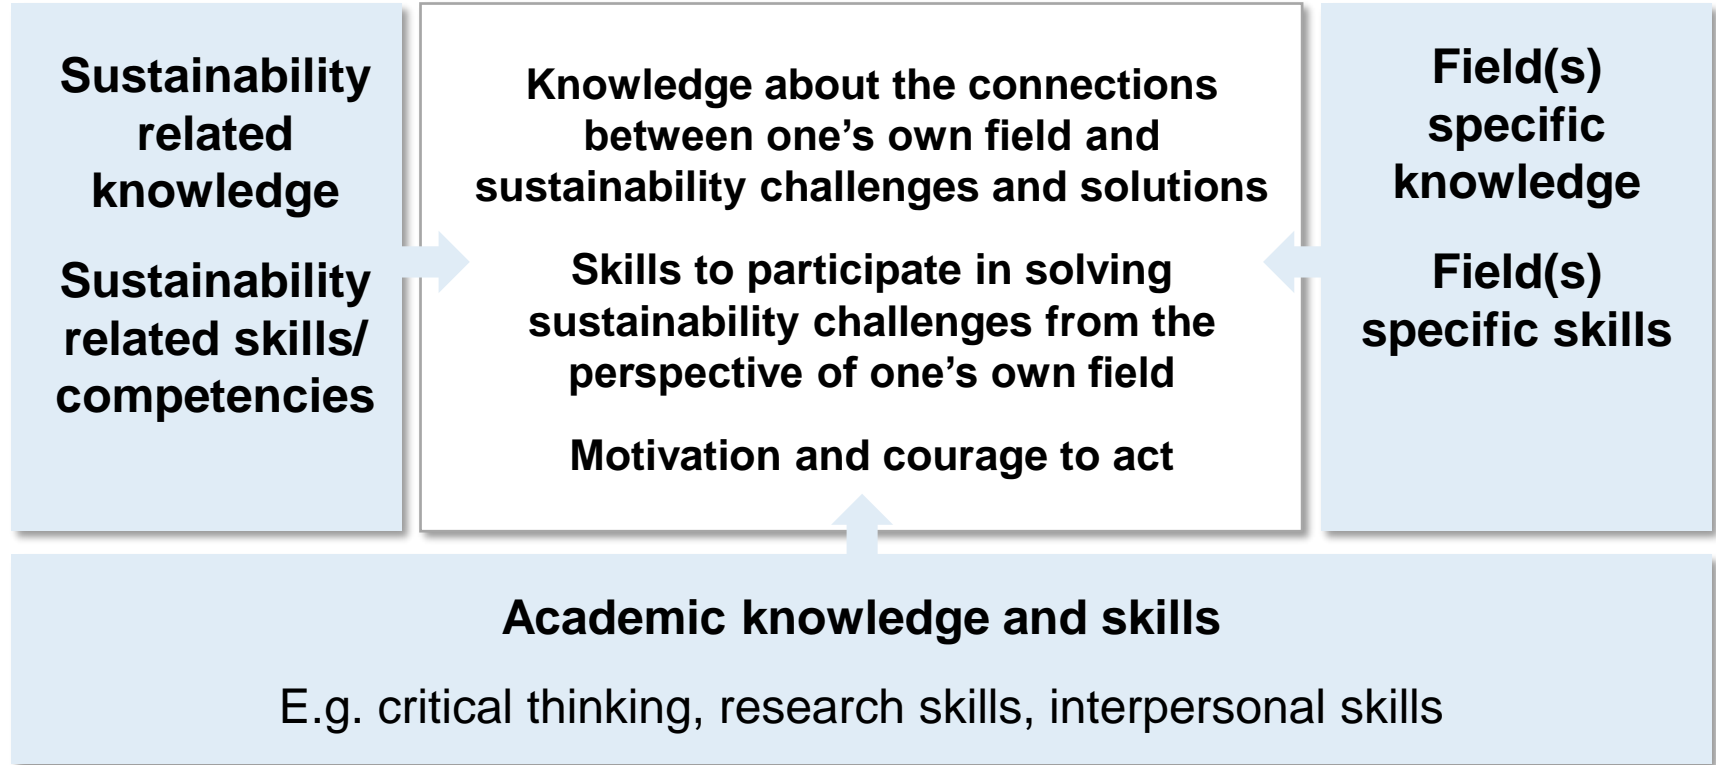 Sustainability
related
knowledge
Sustainability
related skills/
competencies
Knowledge about the connections
between one’s own field and
sustainability challenges and solutions
Skills to participate in solving
sustainability challenges from the
perspective of one’s own field
Motivation and courage to act
Field(s)
specific
knowledge
Field(s)
specific skills
Academic knowledge and skills
E.g. critical thinking, research skills, interpersonal skills